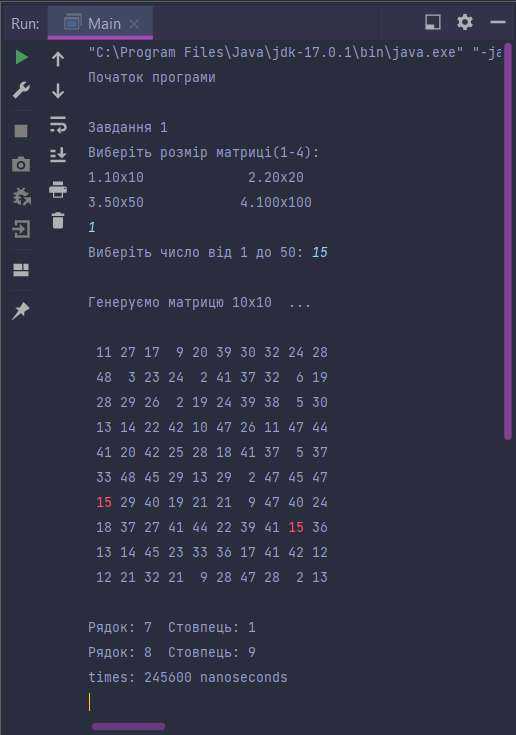 Run: Main
"C:\Program Files\Java\jdk-17.0.1\bin\java.exe" "-ja
Початок програми
Завдання 1
Виберіть розмір матриці(1-4):
1.10x10 2.20x20
3.50x50 4.100x100
1
Виберіть число від 1 до 50: 15
Генеруємо матрицю 10x10 ...
11 27 17 9 20 39 30 32 24 28
48 3 23 24 2 41 37 32 6 19
28 29 26 2 19 24 39 38 5 30
13 14 22 42 10 47 26 11 47 44
41 20 42 25 28 18 41 37 5 37
33 48 45 29 13 29 2 47 45 47
15 29 40 19 21 21 9 47 40 24
18 37 27 41 44 22 39 41 15 36
13 14 45 23 33 36 17 41 42 12
12 21 32 21 9 28 47 28 2 13
Рядок: 7 Стовпець: 1
Рядок: 8 Стовпець: 9
times: 245600 nanoseconds